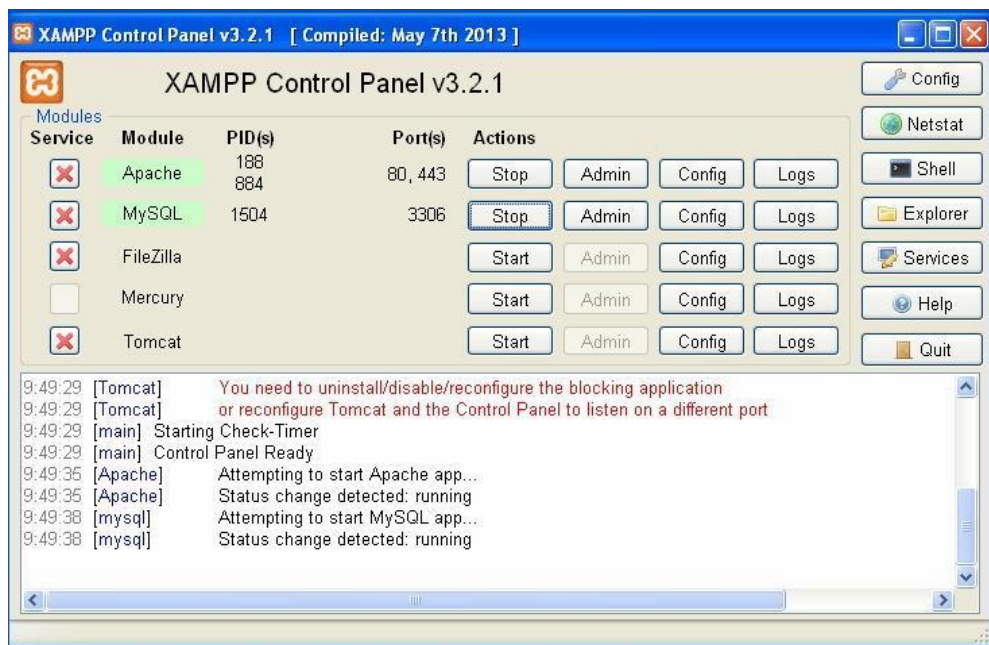 XAMPP Control Panel v3.2.1 [ Compiled: May 7th 2013 ]
XAMPP Control Panel v3.2.1
Config
Modules
Netstat
Service Module PID(s) Port(s) Actions
Apache 188 884 80, 443 Stop Admin Config Logs
Shell
MySQL 1504 3306 Stop Admin Config Logs
Explorer
FileZilla Start Admin Config Logs
Services
Mercury Start Admin Config Logs
Help
Tomcat Start Admin Config Logs
Quit
9:49:29 [Tomcat] You need to uninstall/disable/reconfigure the blocking application
9:49:29 [Tomcat] or reconfigure Tomcat and the Control Panel to listen on a different port
9:49:29 [main] Starting Check-Timer
9:49:29 [main] Control Panel Ready
9:49:35 [Apache] Attempting to start Apache app...
9:49:35 [Apache] Status change detected: running
9:49:38 [mysql] Attempting to start MySQL app...
9:49:38 [mysql] Status change detected: running